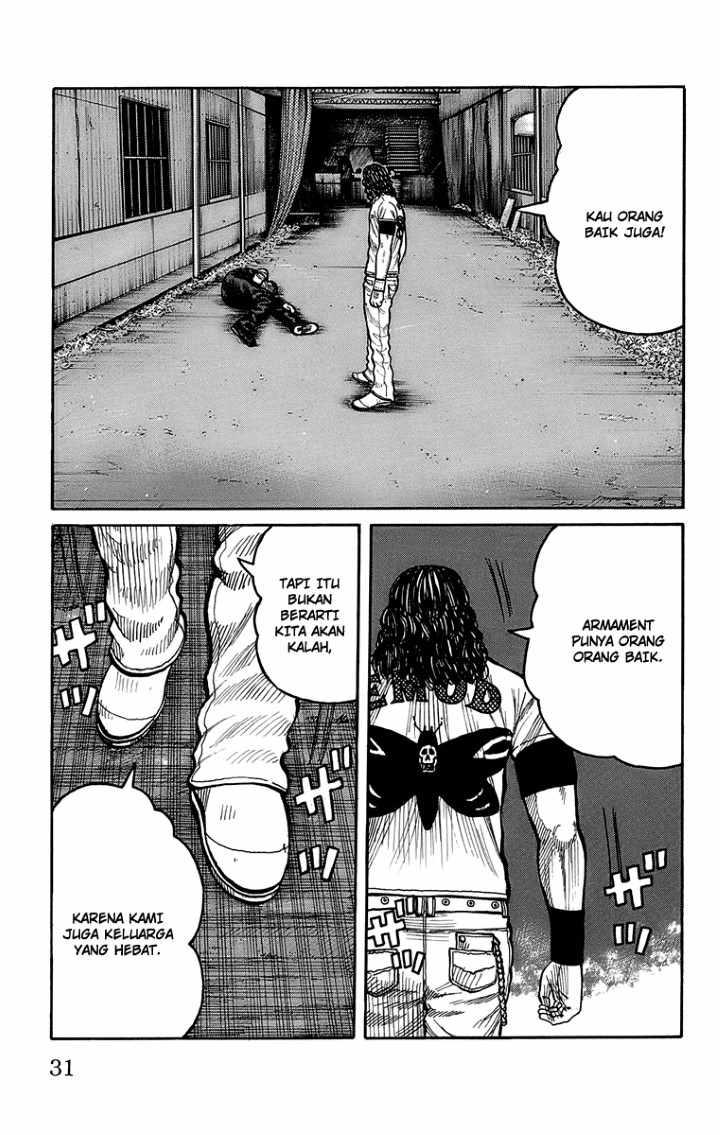 KAU ORANG
BAIK JUGA!
ARMAMENT
PUNYA ORANG
ORANG BAIK.
ザッ
ザッ
TAPI ITU
BUKAN
BERARTI
KITA AKAN
KALAH,
ザッ
ザッ
KARENA KAMI
JUGA KELUARGA
YANG HEBAT.
31